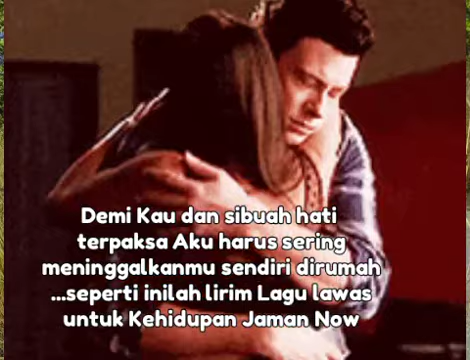 Demi Kau dan sibuah hati
terpaksa Aku harus sering
meninggalkanmu sendiri dirumah
...seperti inilah lirim Lagu lawas
untuk Kehidupan Jaman Now